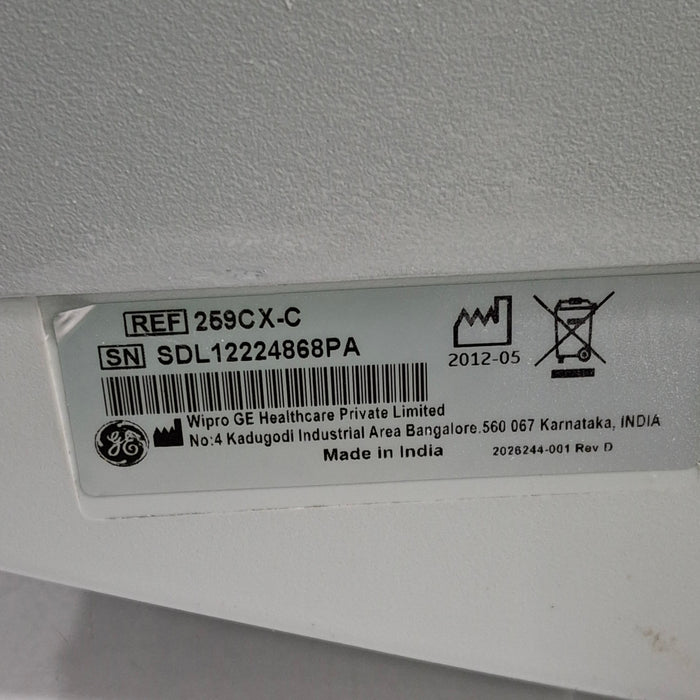 REF 259CX-C
SN SDL12224868PA
2012-05
GE
Wipro GE Healthcare Private Limited
No:4 Kadugodi Industrial Area Bangalore.560 067 Karnataka, INDIA
Made in India
2026244-001 Rev D